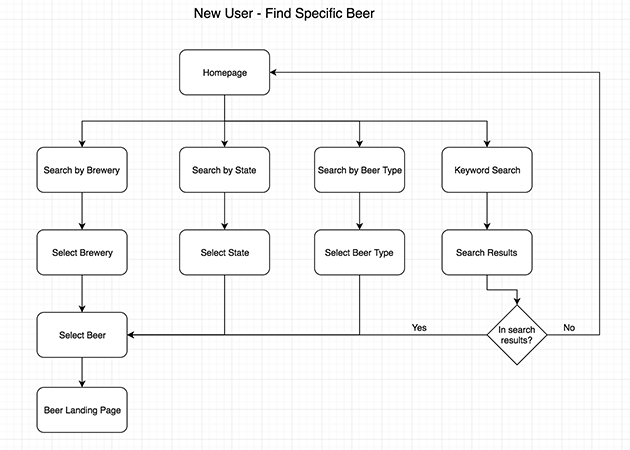 New User - Find Specific Beer
Homepage
Search by Brewery
Search by State
Search by Beer Type
Keyword Search
Select Brewery
Select State
Select Beer Type
Search Results
Select Beer
Yes
In search
results?
No
Beer Landing Page